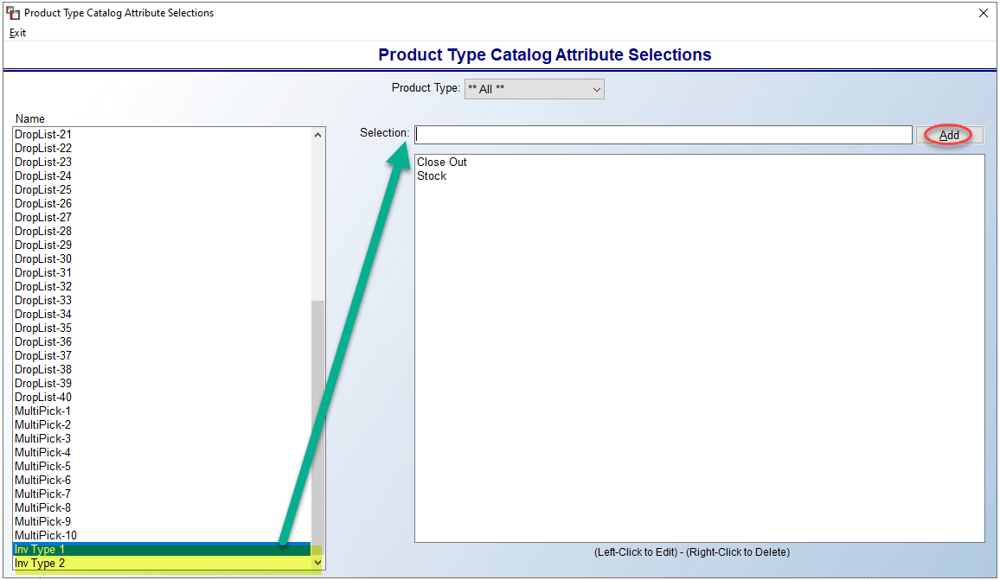 Product Type Catalog Attribute Selections
Exit
Product Type Catalog Attribute Selections
Product Type: ** All **
Name
DropList-21
DropList-22
DropList-23
DropList-24
DropList-25
DropList-26
DropList-27
DropList-28
DropList-29
DropList-30
DropList-31
DropList-32
DropList-33
DropList-34
DropList-35
DropList-36
DropList-37
DropList-38
DropList-39
DropList-40
MultiPick-1
MultiPick-2
MultiPick-3
MultiPick-4
MultiPick-5
MultiPick-6
MultiPick-7
MultiPick-8
MultiPick-9
MultiPick-10
Inv Type 1
Inv Type 2
Selection: Add
Close Out
Stock
(Left-Click to Edit) - (Right-Click to Delete)